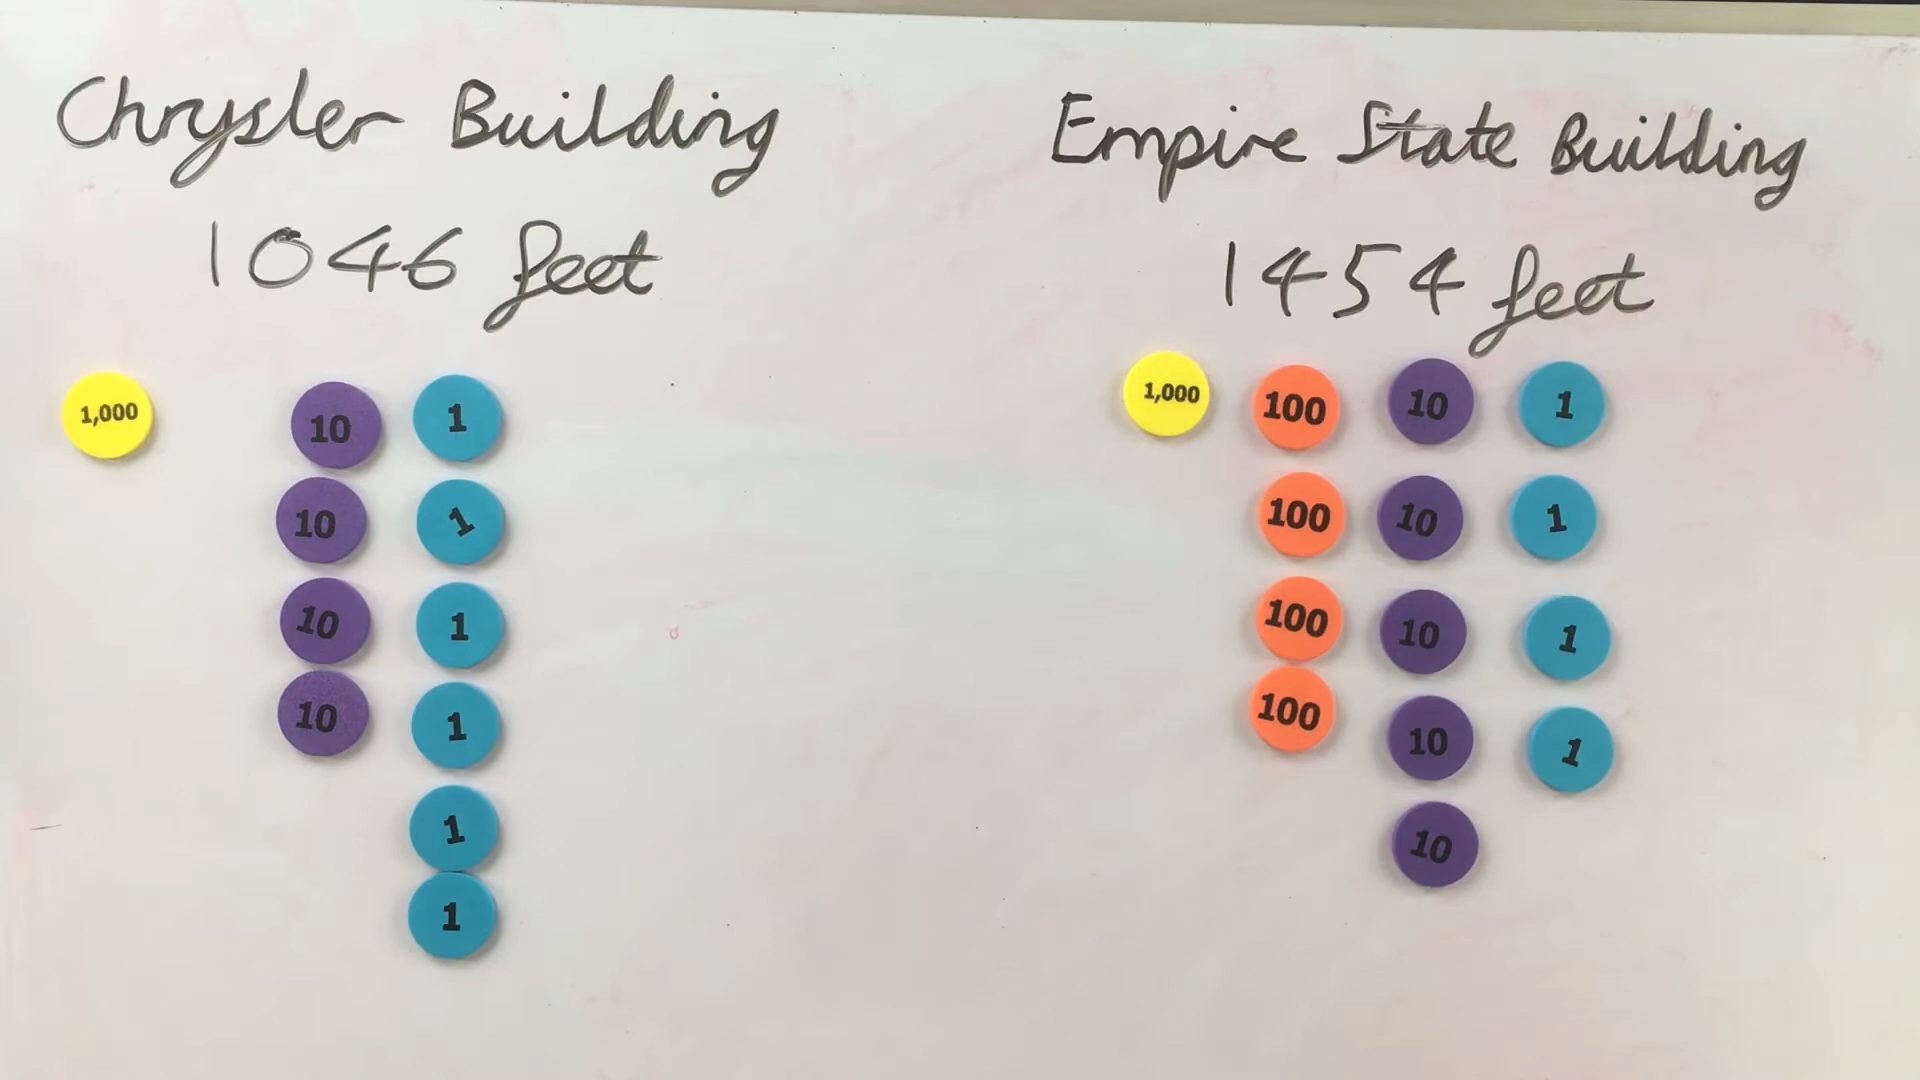 Chrysler Building
1046 feet
1,000
10 1
10 1
10 1
10 1
1
1
Empire State Building
1454 feet
1,000 100 10 1
100 10 1
100 10 1
100 10 1
10